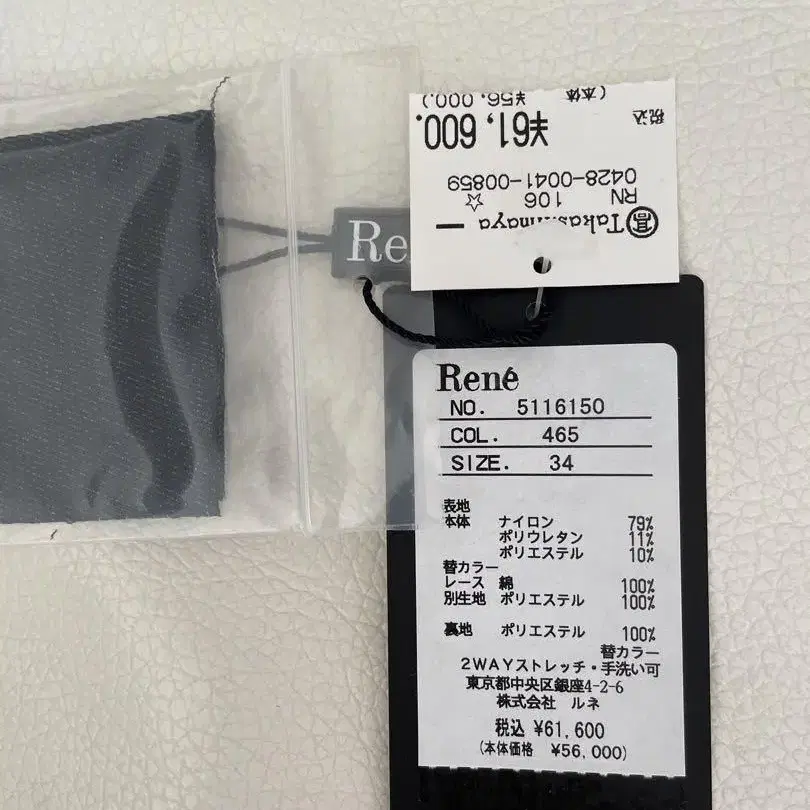 (本体 ¥56,000.)
税込 ¥61,600.
0428-0041-00859
RN 106 ☆
Takashimaya
René
NO. 5116150
COL. 465
SIZE. 34
表地
本体 ナイロン 79%
ポリウレタン 11%
ポリエステル 10%
替カラー
レース 綿 100%
別生地 ポリエステル 100%
裏地 ポリエステル 100%
替カラー
2WAYストレッチ・手洗い可
東京都中央区銀座4-2-6
株式会社 ルネ
税込 ¥61,600
(本体価格 ¥56,000)